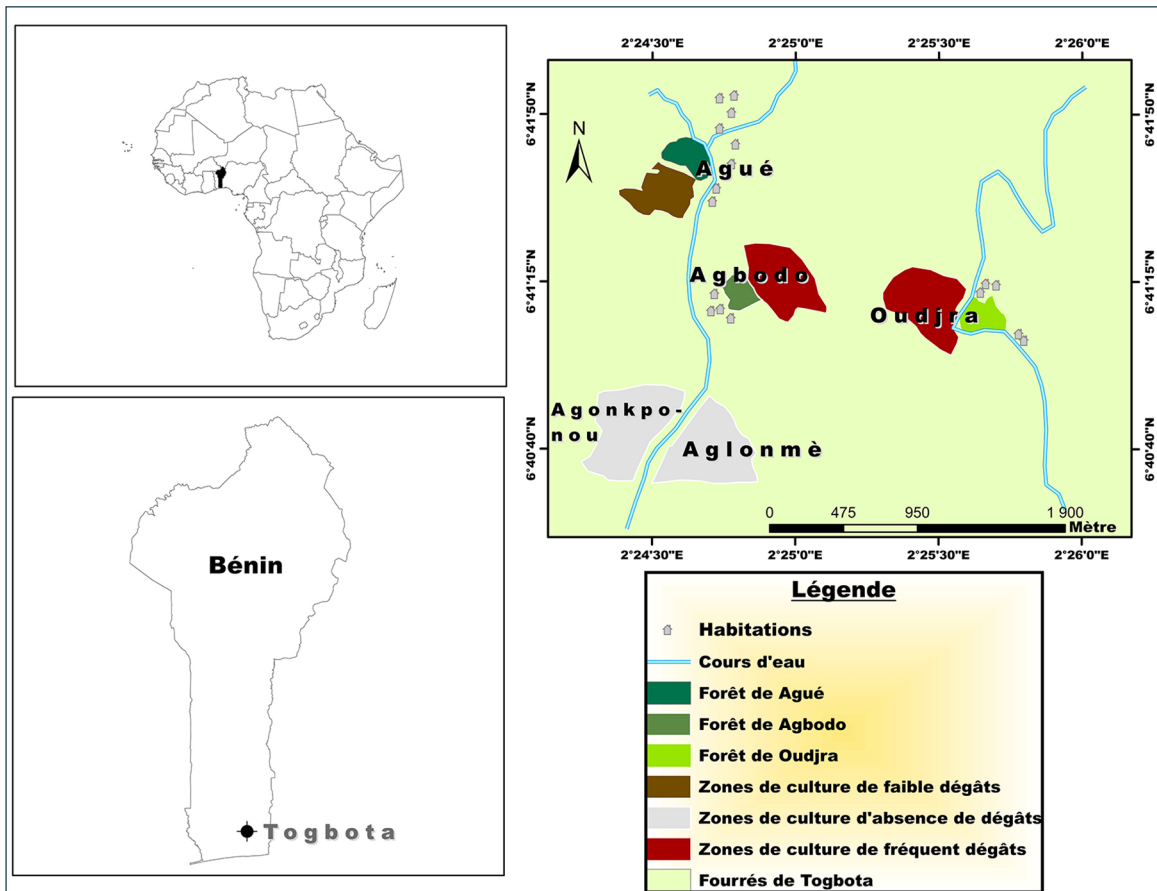 Bénin
Togbota
2°24'30"E
2°25'0"E
2°25'30"E
2°26'0"E
6°41'50"N
6°41'15"N
6°40'40"N
6°41'50"N
6°41'15"N
6°40'40"N
N
Agué
Agbodo
Oudjra
Agonkpo-
nou
Aglonmè
0 475 950 1 900
Mètre
2°24'30"E
2°25'0"E
2°25'30"E
2°26'0"E
Légende
Habitations
Cours d'eau
Forêt de Agué
Forêt de Agbodo
Forêt de Oudjra
Zones de culture de faible dégâts
Zones de culture d'absence de dégâts
Zones de culture de fréquent dégâts
Fourrés de Togbota